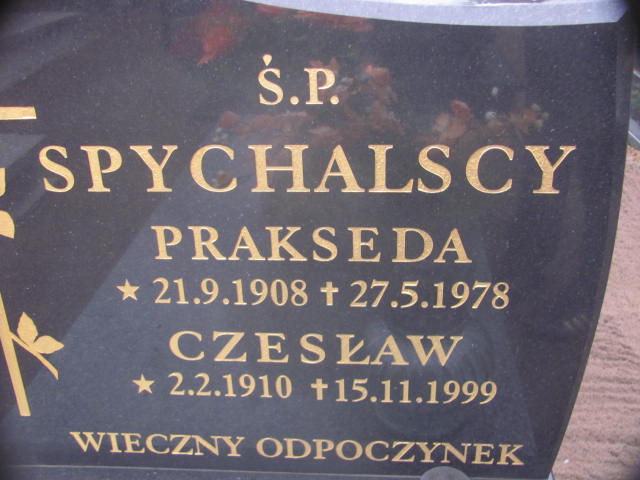 Ś.P.
SPYCHALSCY
PRAKSEDA
★ 21.9.1908 ✝ 27.5.1978
CZESŁAW
★ 2.2.1910 ✝ 15.11.1999
WIECZNY ODPOCZYNEK